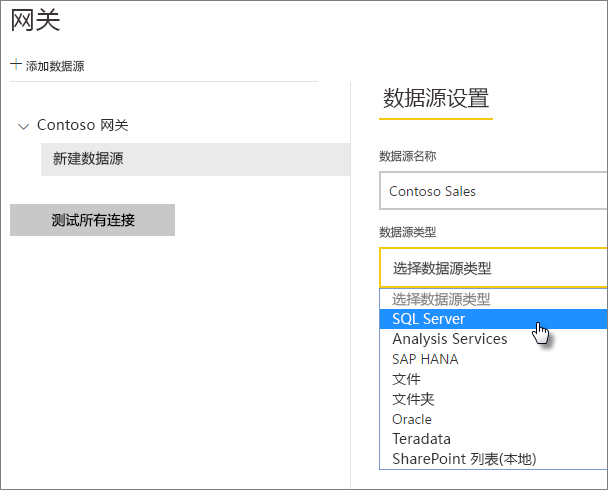 网关
添加数据源
Contoso 网关
新建数据源
测试所有连接
数据源设置
数据源名称
Contoso Sales
数据源类型
选择数据源类型
选择数据源类型
SQL Server
Analysis Services
SAP HANA
文件
文件夹
Oracle
Teradata
SharePoint 列表(本地)